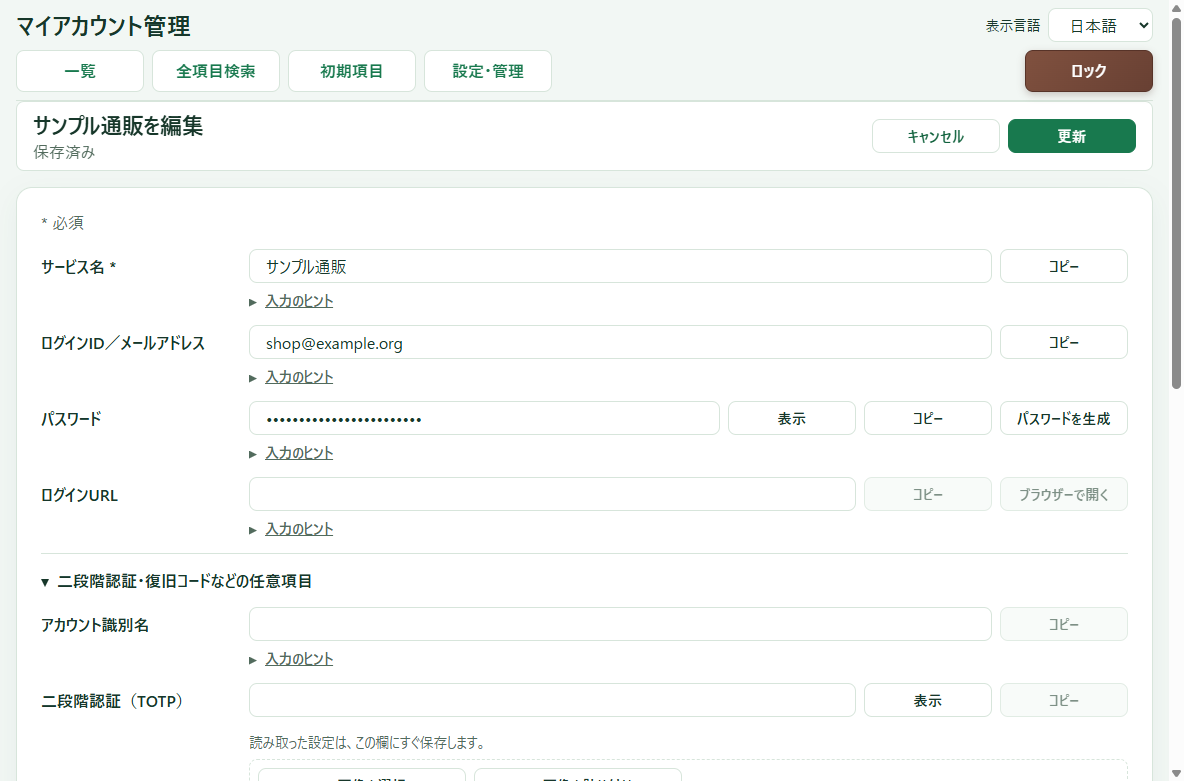 マイアカウント管理
表示言語 日本語
一覧 全項目検索 初期項目 設定・管理 ロック
サンプル通販を編集
保存済み
キャンセル 更新
* 必須
サービス名 * サンプル通販 コピー
▶ 入力のヒント
ログインID／メールアドレス shop@example.org コピー
▶ 入力のヒント
パスワード •••••••••••••••••••••••• 表示 コピー パスワードを生成
▶ 入力のヒント
ログインURL コピー ブラウザーで開く
▶ 入力のヒント
▼ 二段階認証・復旧コードなどの任意項目
アカウント識別名 コピー
▶ 入力のヒント
二段階認証（TOTP） 表示 コピー
読み取った設定は、この欄にすぐ保存します。